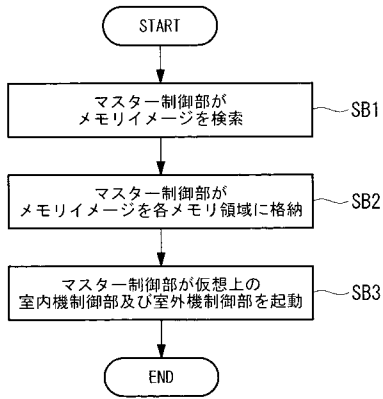 START
マスター制御部が
メモリイメージを検索
SB1
マスター制御部が
メモリイメージを各メモリ領域に格納
SB2
マスター制御部が仮想上の
室内機制御部及び室外機制御部を起動
SB3
END